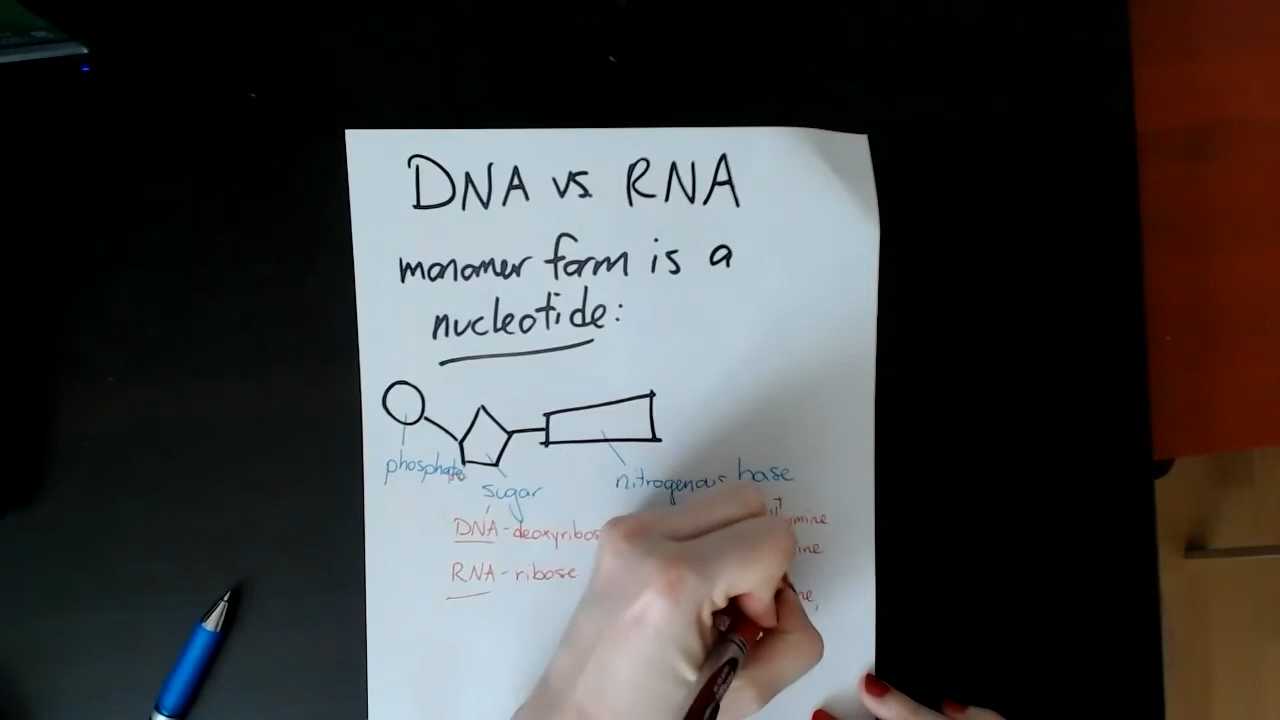 DNA vs RNA
monomer form is a
nucleotide:
phosphate
sugar
nitrogenous base
DNA - deoxyribo
RNA - ribose